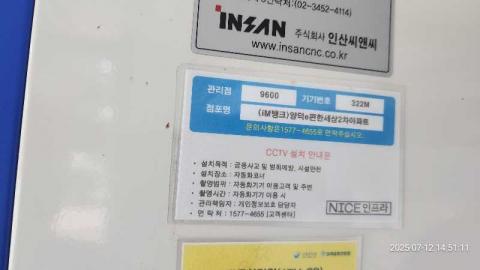 연락처:(02-3452-4114)
iNSAN 주식회사 인산씨앤씨
www.insancnc.co.kr
관리점 9600 기기번호 322M
점포명 (iM뱅크)양덕e편한세상2차아파트
문의사항은1577-4655로 연락주십시오.
CCTV 설치 안내문
• 설치목적 : 금융사고 및 범죄예방, 시설안전
• 설치장소 : 자동화코너
• 촬영범위 : 자동화기기 이용고객 및 주변
• 촬영시간 : 자동화기기 이용 시
• 관리책임자 : 개인정보보호 담당자
• 연 락 처 : 1577-4655 [고객센터]
NICE인프라
2025-07-12 14:51:11